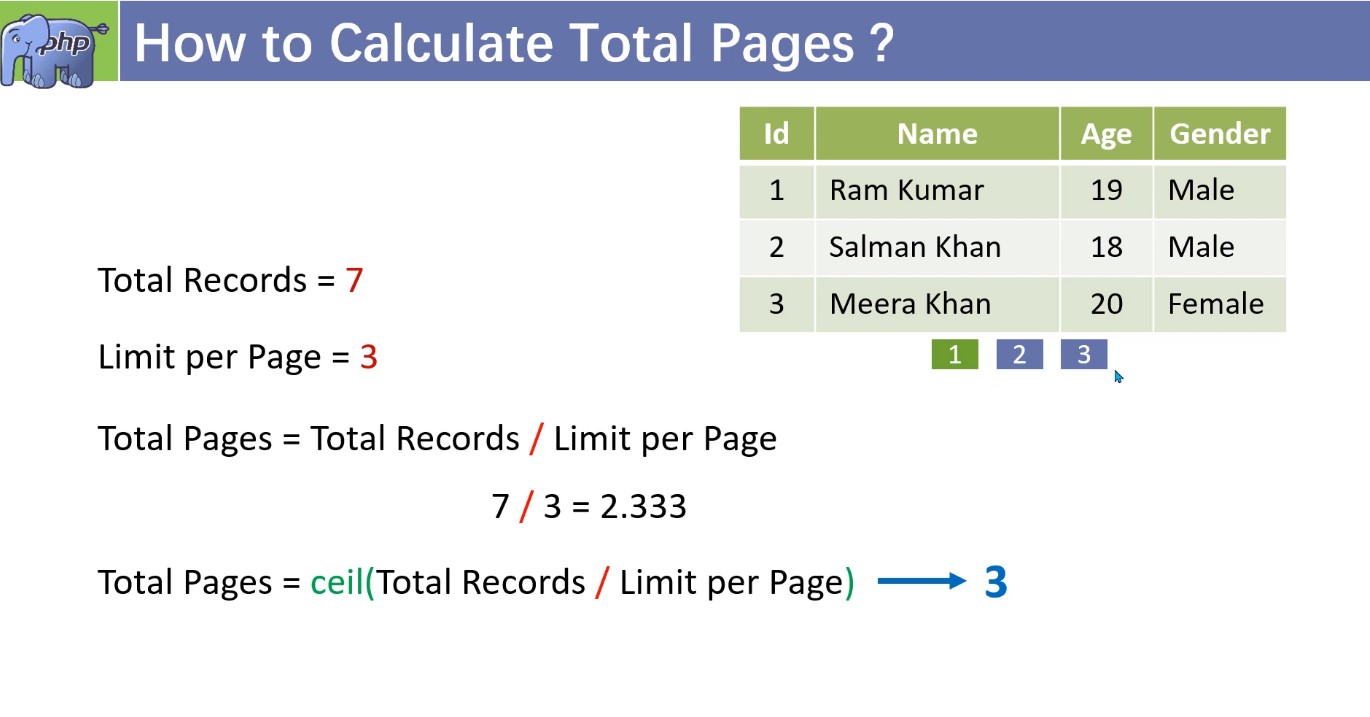 php
How to Calculate Total Pages ?
Id Name Age Gender
1 Ram Kumar 19 Male
2 Salman Khan 18 Male
3 Meera Khan 20 Female
1 2 3
Total Records = 7
Limit per Page = 3
Total Pages = Total Records / Limit per Page
7 / 3 = 2.333
Total Pages = ceil(Total Records / Limit per Page) 3